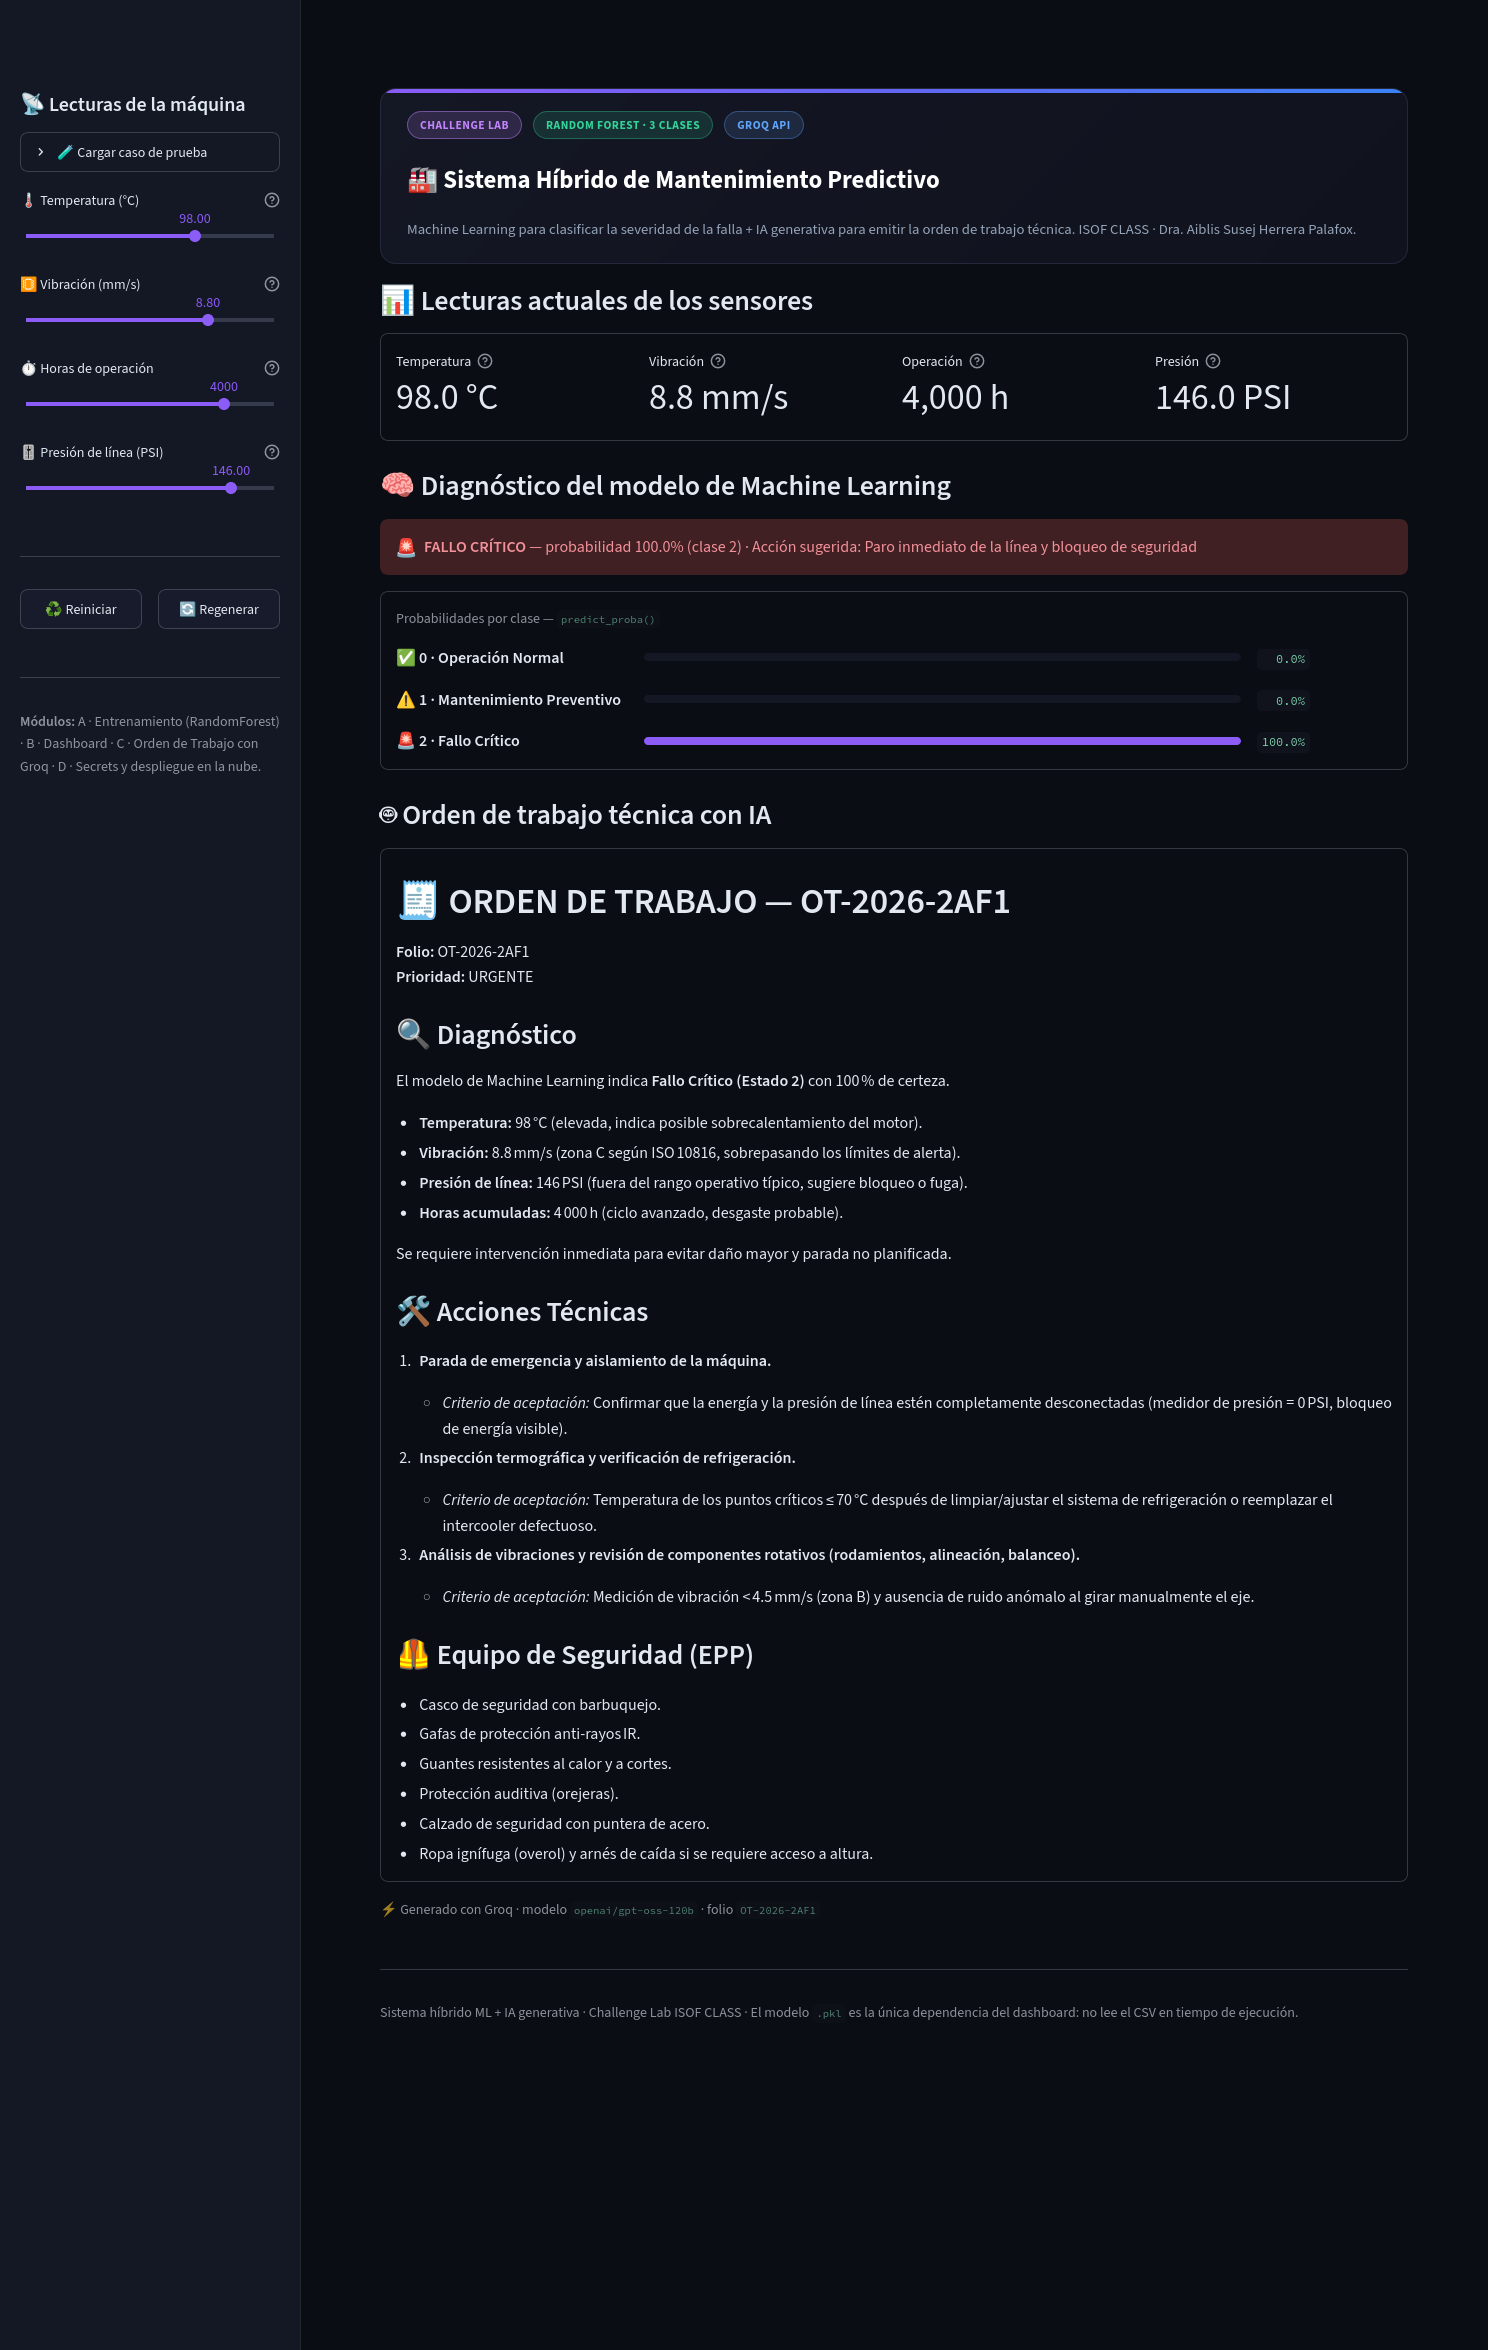 📡 Lecturas de la máquina
🧪 Cargar caso de prueba
🌡️ Temperatura (°C)
98.00
📳 Vibración (mm/s)
8.80
⏱️ Horas de operación
4000
🎚️ Presión de línea (PSI)
146.00
♻️ Reiniciar
🔄 Regenerar
Módulos: A · Entrenamiento (RandomForest)
· B · Dashboard · C · Orden de Trabajo con
Groq · D · Secrets y despliegue en la nube.
CHALLENGE LAB
RANDOM FOREST · 3 CLASES
GROQ API
🏭 Sistema Híbrido de Mantenimiento Predictivo
Machine Learning para clasificar la severidad de la falla + IA generativa para emitir la orden de trabajo técnica. ISOF CLASS · Dra. Aiblis Susej Herrera Palafox.
📊 Lecturas actuales de los sensores
Temperatura
98.0 °C
Vibración
8.8 mm/s
Operación
4,000 h
Presión
146.0 PSI
🧠 Diagnóstico del modelo de Machine Learning
🚨 FALLO CRÍTICO — probabilidad 100.0% (clase 2) · Acción sugerida: Paro inmediato de la línea y bloqueo de seguridad
Probabilidades por clase — predict_proba()
✅ 0 · Operación Normal
0.0%
⚠️ 1 · Mantenimiento Preventivo
0.0%
🚨 2 · Fallo Crítico
100.0%
Orden de trabajo técnica con IA
🧾 ORDEN DE TRABAJO — OT-2026-2AF1
Folio: OT-2026-2AF1
Prioridad: URGENTE
🔍 Diagnóstico
El modelo de Machine Learning indica Fallo Crítico (Estado 2) con 100 % de certeza.
• Temperatura: 98 °C (elevada, indica posible sobrecalentamiento del motor).
• Vibración: 8.8 mm/s (zona C según ISO 10816, sobrepasando los límites de alerta).
• Presión de línea: 146 PSI (fuera del rango operativo típico, sugiere bloqueo o fuga).
• Horas acumuladas: 4 000 h (ciclo avanzado, desgaste probable).
Se requiere intervención inmediata para evitar daño mayor y parada no planificada.
🛠️ Acciones Técnicas
1. Parada de emergencia y aislamiento de la máquina.
○ Criterio de aceptación: Confirmar que la energía y la presión de línea estén completamente desconectadas (medidor de presión = 0 PSI, bloqueo
de energía visible).
2. Inspección termográfica y verificación de refrigeración.
○ Criterio de aceptación: Temperatura de los puntos críticos ≤ 70 °C después de limpiar/ajustar el sistema de refrigeración o reemplazar el
intercooler defectuoso.
3. Análisis de vibraciones y revisión de componentes rotativos (rodamientos, alineación, balanceo).
○ Criterio de aceptación: Medición de vibración < 4.5 mm/s (zona B) y ausencia de ruido anómalo al girar manualmente el eje.
🦺 Equipo de Seguridad (EPP)
• Casco de seguridad con barbuquejo.
• Gafas de protección anti-rayos IR.
• Guantes resistentes al calor y a cortes.
• Protección auditiva (orejeras).
• Calzado de seguridad con puntera de acero.
• Ropa ignífuga (overol) y arnés de caída si se requiere acceso a altura.
⚡ Generado con Groq · modelo openai/gpt-oss-120b · folio OT-2026-2AF1
Sistema híbrido ML + IA generativa · Challenge Lab ISOF CLASS · El modelo .pkl es la única dependencia del dashboard: no lee el CSV en tiempo de ejecución.